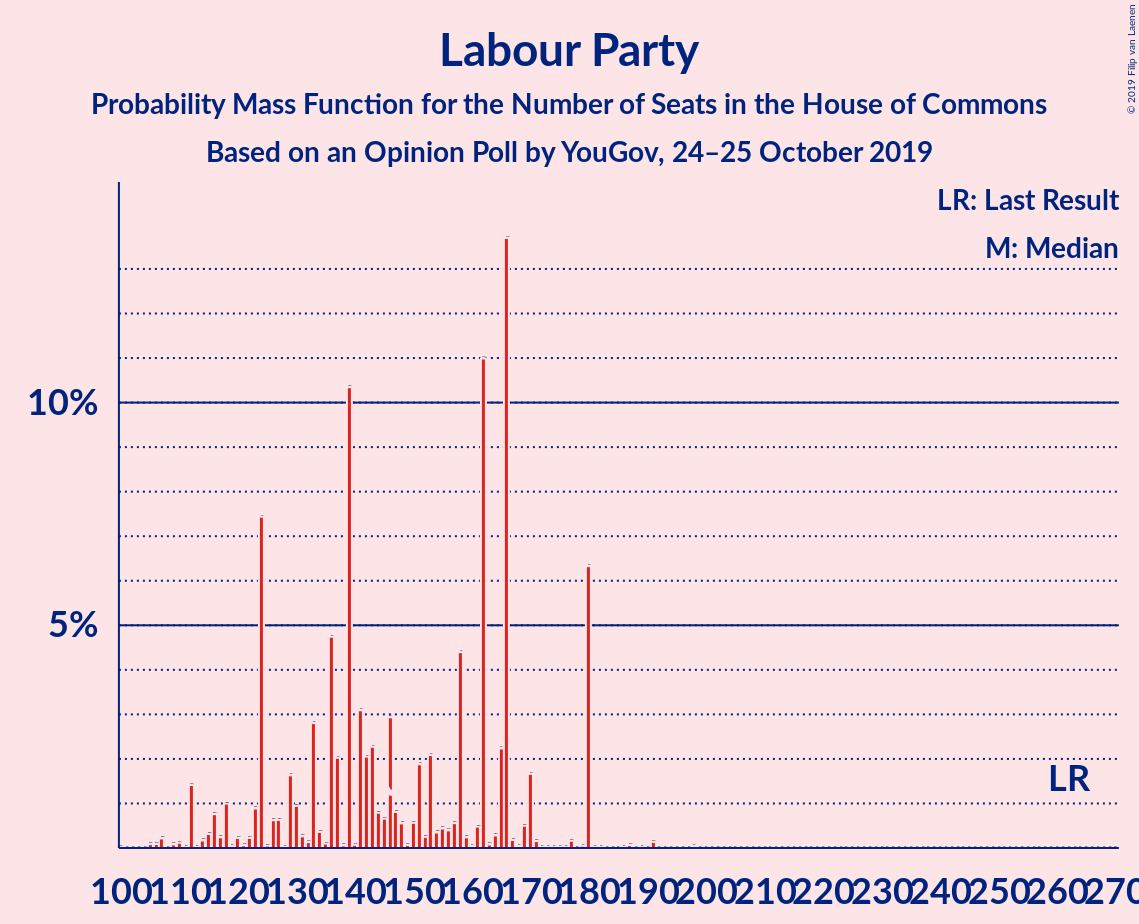 Labour Party
Probability Mass Function for the Number of Seats in the House of Commons
Based on an Opinion Poll by YouGov, 24–25 October 2019
© 2019 Filip van Laenen
LR: Last Result
M: Median
10%
5%
LR
100 110 120 130 140 150 160 170 180 190 200 210 220 230 240 250 260 270